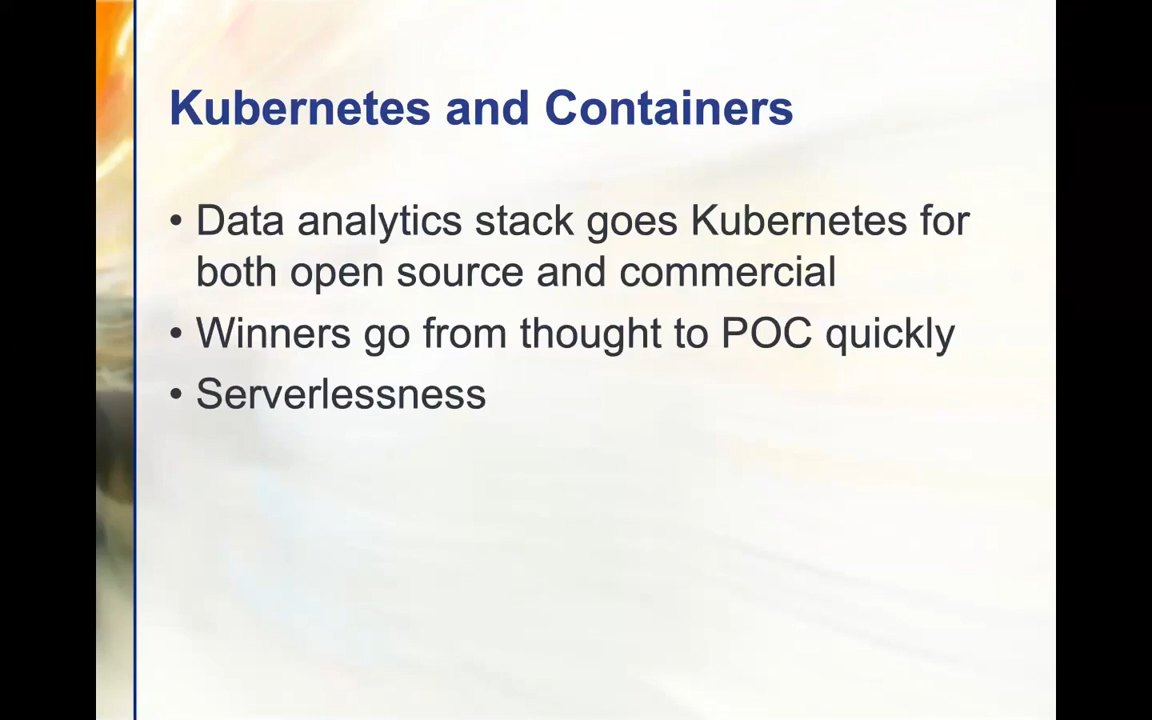 Kubernetes and Containers
• Data analytics stack goes Kubernetes for
both open source and commercial
• Winners go from thought to POC quickly
• Serverlessness